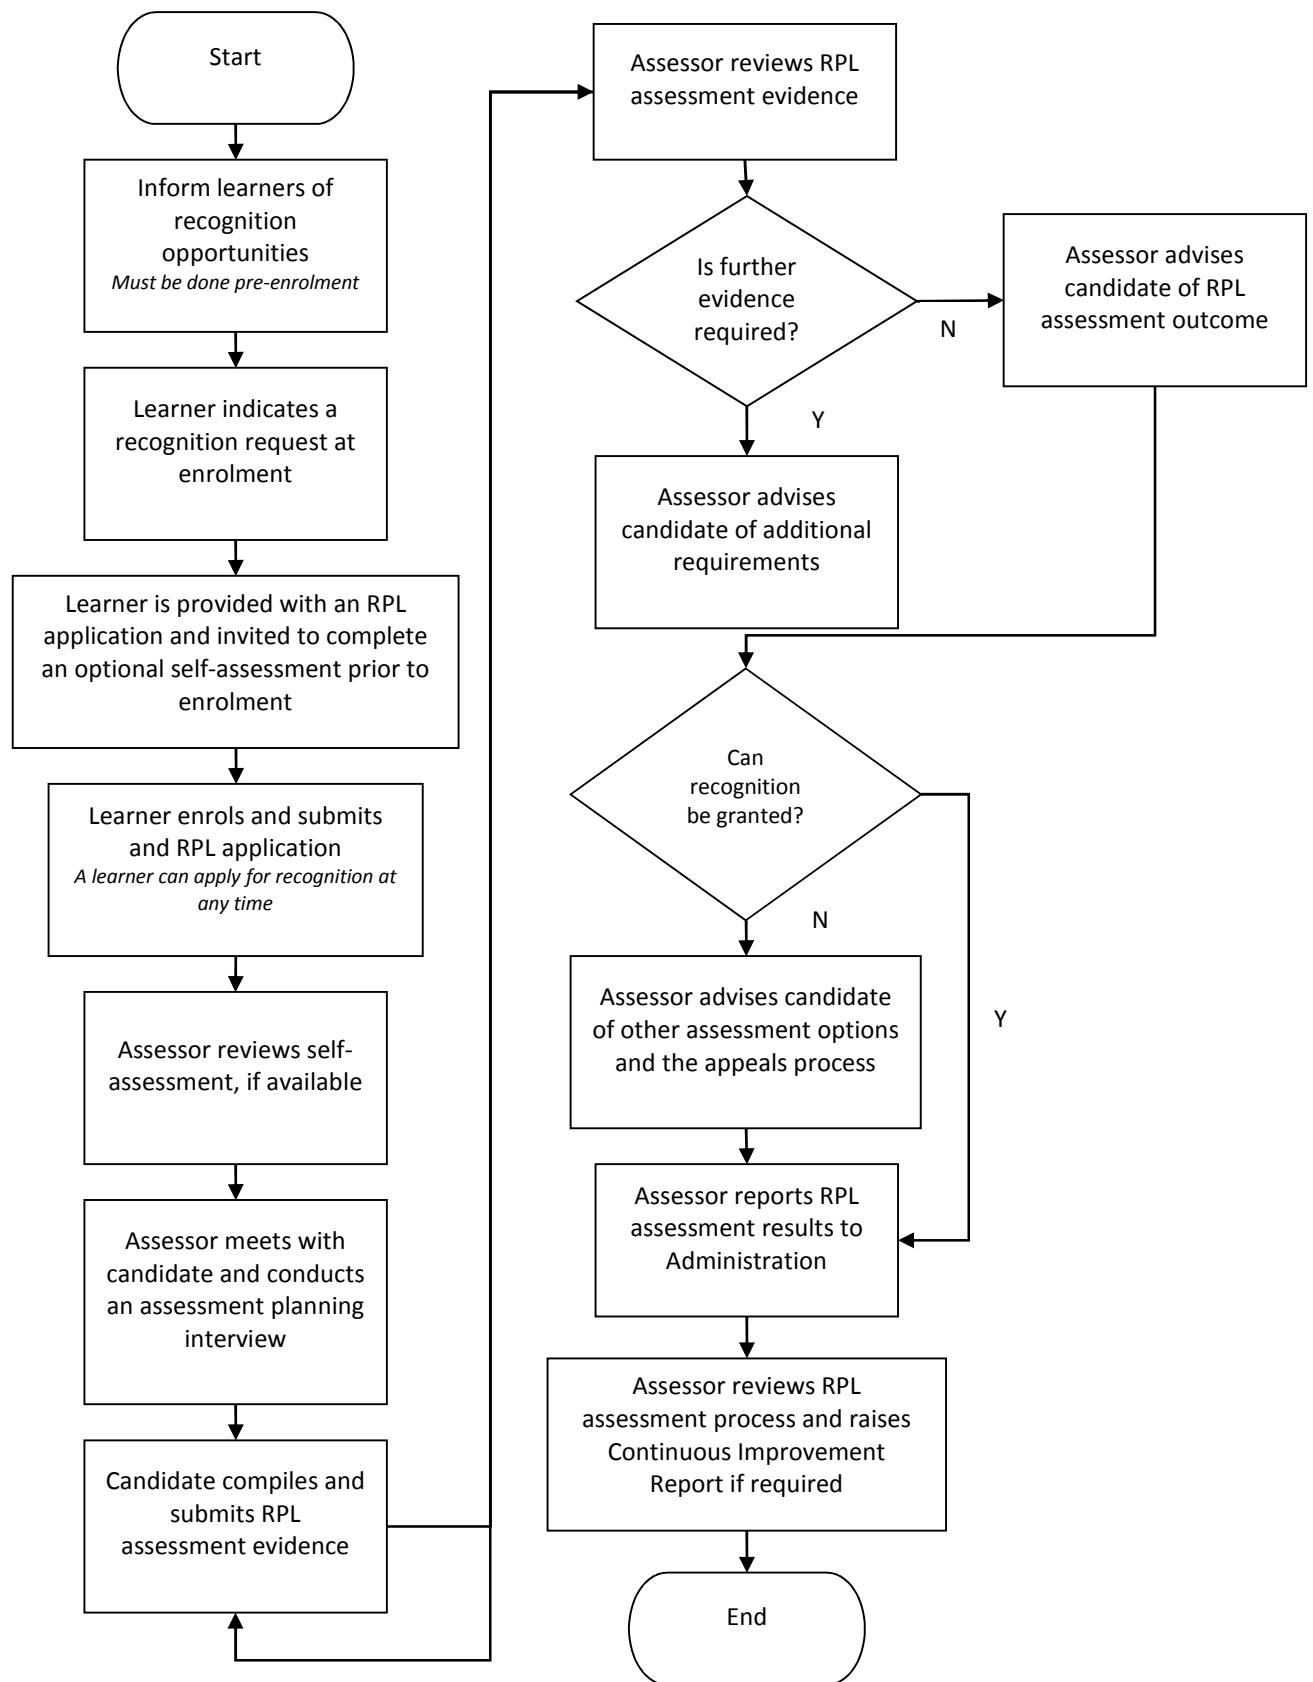 Start
Inform learners of
recognition
opportunities
Must be done pre-enrolment
Learner indicates a
recognition request at
enrolment
Learner is provided with an RPL
application and invited to complete
an optional self-assessment prior to
enrolment
Learner enrols and submits
and RPL application
A learner can apply for recognition at
any time
Assessor reviews self-
assessment, if available
Assessor meets with
candidate and conducts
an assessment planning
interview
Candidate compiles and
submits RPL
assessment evidence
Assessor reviews RPL
assessment evidence
Is further
evidence
required?
N
Assessor advises
candidate of RPL
assessment outcome
Y
Assessor advises
candidate of additional
requirements
Can
recognition
be granted?
N
Assessor advises candidate
of other assessment options
and the appeals process
Y
Assessor reports RPL
assessment results to
Administration
Assessor reviews RPL
assessment process and raises
Continuous Improvement
Report if required
End